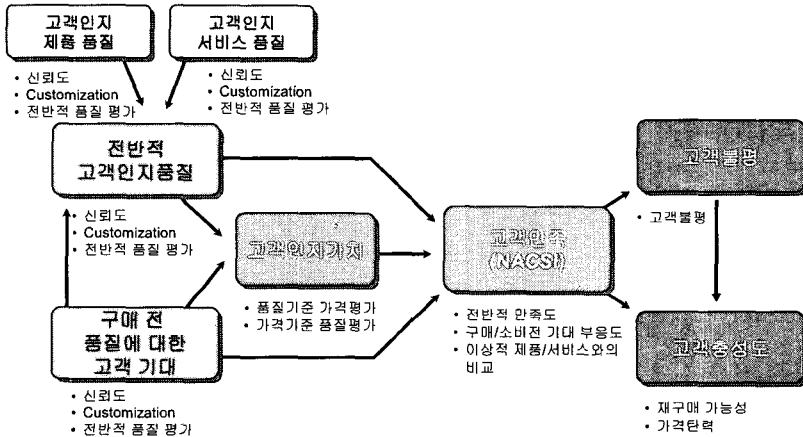 고객인지
제품 품질
고객인지
서비스 품질
• 신뢰도
• Customization
• 전반적 품질 평가
• 신뢰도
• Customization
• 전반적 품질 평가
전반적
고객인지품질
• 신뢰도
• Customization
• 전반적 품질 평가
고객인지가치
• 품질기준 가격평가
• 가격기준 품질평가
구매 전
품질에 대한
고객 기대
• 신뢰도
• Customization
• 전반적 품질 평가
고객만족
(NACSI)
• 전반적 만족도
• 구매/소비전 기대 부응도
• 이상적 제품/서비스와의
비교
고객불평
• 고객불평
고객충성도
• 재구매 가능성
• 가격탄력